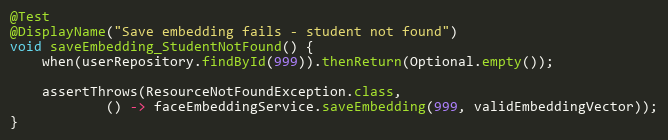 @Test
@DisplayName("Save embedding fails - student not found")
void saveEmbedding_StudentNotFound() {
    when(userRepository.findById(999)).thenReturn(Optional.empty());

    assertThrows(ResourceNotFoundException.class,
            () -> faceEmbeddingService.saveEmbedding(999, validEmbeddingVector));
}